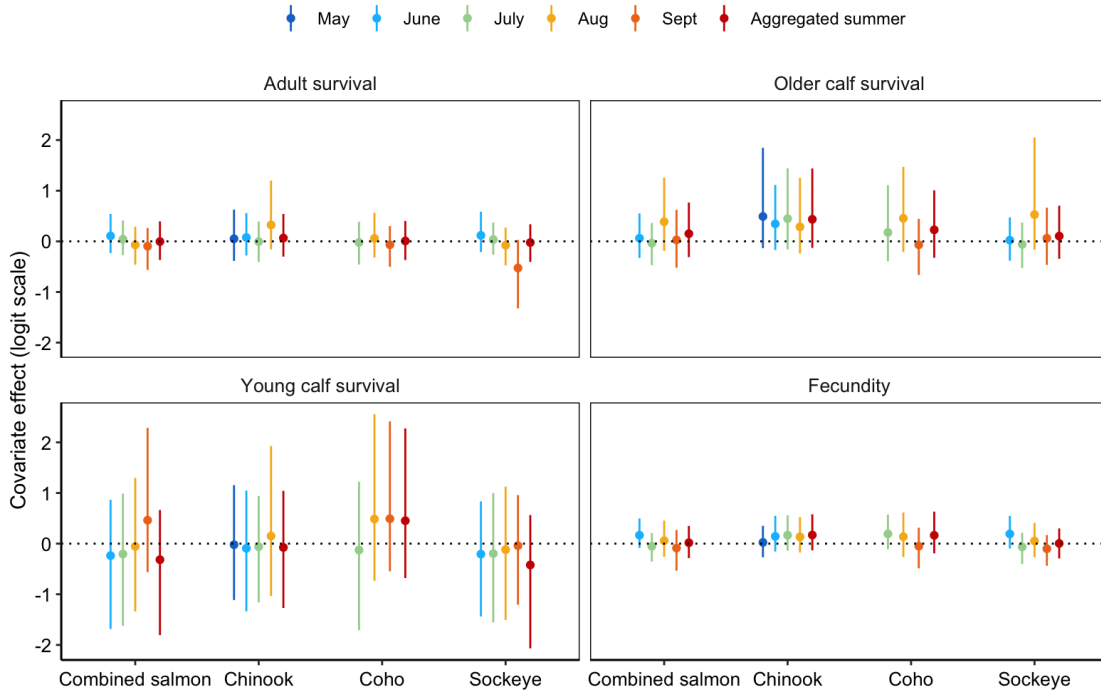 May June July Aug Sept Aggregated summer
Adult survival Older calf survival
2
1
0
-1
-2
Young calf survival Fecundity
2
1
0
-1
-2
Covariate effect (logit scale)
Combined salmon Chinook Coho Sockeye Combined salmon Chinook Coho Sockeye